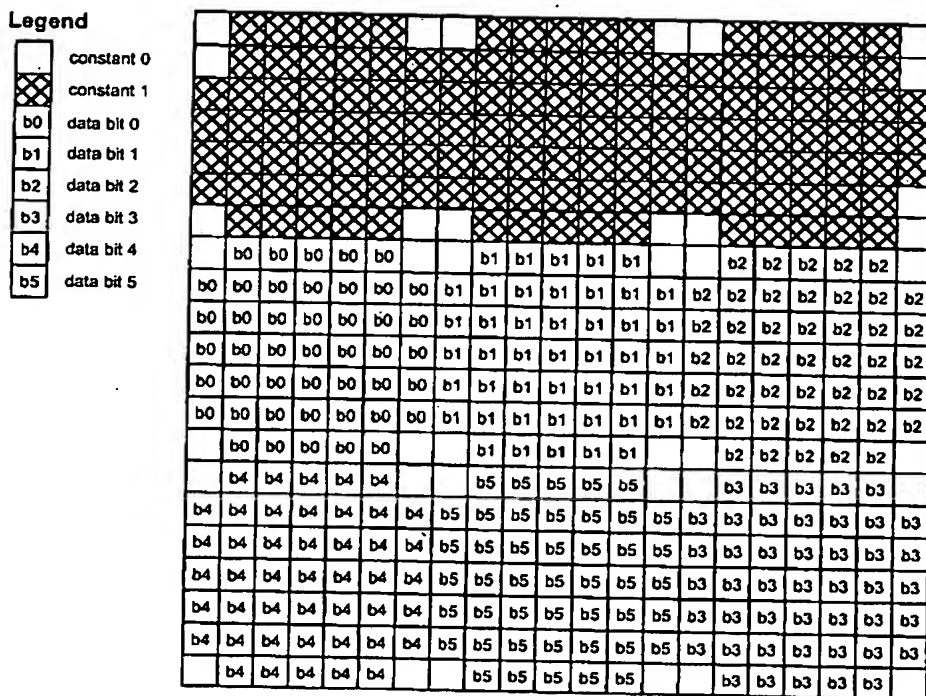 Legend
constant 0
constant 1
b0 data bit 0
b1 data bit 1
b2 data bit 2
b3 data bit 3
b4 data bit 4
b5 data bit 5
b0 b0 b0 b0 b0 b1 b1 b1 b1 b1 b2 b2 b2 b2 b2
b0 b0 b0 b0 b0 b0 b0 b1 b1 b1 b1 b1 b1 b1 b2 b2 b2 b2 b2 b2 b2
b0 b0 b0 b0 b0 b0 b0 b1 b1 b1 b1 b1 b1 b1 b2 b2 b2 b2 b2 b2 b2
b0 b0 b0 b0 b0 b0 b0 b1 b1 b1 b1 b1 b1 b1 b2 b2 b2 b2 b2 b2 b2
b0 b0 b0 b0 b0 b0 b0 b1 b1 b1 b1 b1 b1 b1 b2 b2 b2 b2 b2 b2 b2
b0 b0 b0 b0 b0 b0 b0 b1 b1 b1 b1 b1 b1 b1 b2 b2 b2 b2 b2 b2 b2
b0 b0 b0 b0 b0 b1 b1 b1 b1 b1 b2 b2 b2 b2 b2
b4 b4 b4 b4 b4 b5 b5 b5 b5 b5 b3 b3 b3 b3 b3
b4 b4 b4 b4 b4 b4 b4 b5 b5 b5 b5 b5 b5 b5 b3 b3 b3 b3 b3 b3 b3
b4 b4 b4 b4 b4 b4 b4 b5 b5 b5 b5 b5 b5 b5 b3 b3 b3 b3 b3 b3 b3
b4 b4 b4 b4 b4 b4 b4 b5 b5 b5 b5 b5 b5 b5 b3 b3 b3 b3 b3 b3 b3
b4 b4 b4 b4 b4 b4 b4 b5 b5 b5 b5 b5 b5 b5 b3 b3 b3 b3 b3 b3 b3
b4 b4 b4 b4 b4 b4 b4 b5 b5 b5 b5 b5 b5 b5 b3 b3 b3 b3 b3 b3 b3
b4 b4 b4 b4 b4 b5 b5 b5 b5 b5 b3 b3 b3 b3 b3